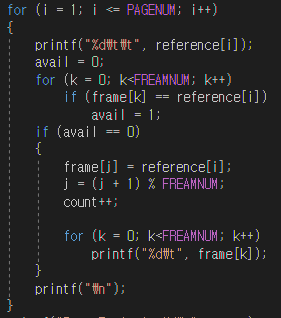 for (i = 1; i <= PAGENUM; i++)
{
printf("%d₩t₩t", reference[i]);
avail = 0;
for (k = 0; k<FREAMNUM; k++)
if (frame[k] == reference[i])
avail = 1;
if (avail == 0)
{
frame[j] = reference[i];
j = (j + 1) % FREAMNUM;
count++;
for (k = 0; k<FREAMNUM; k++)
printf("%d₩t", frame[k]);
}
printf("₩n");
}